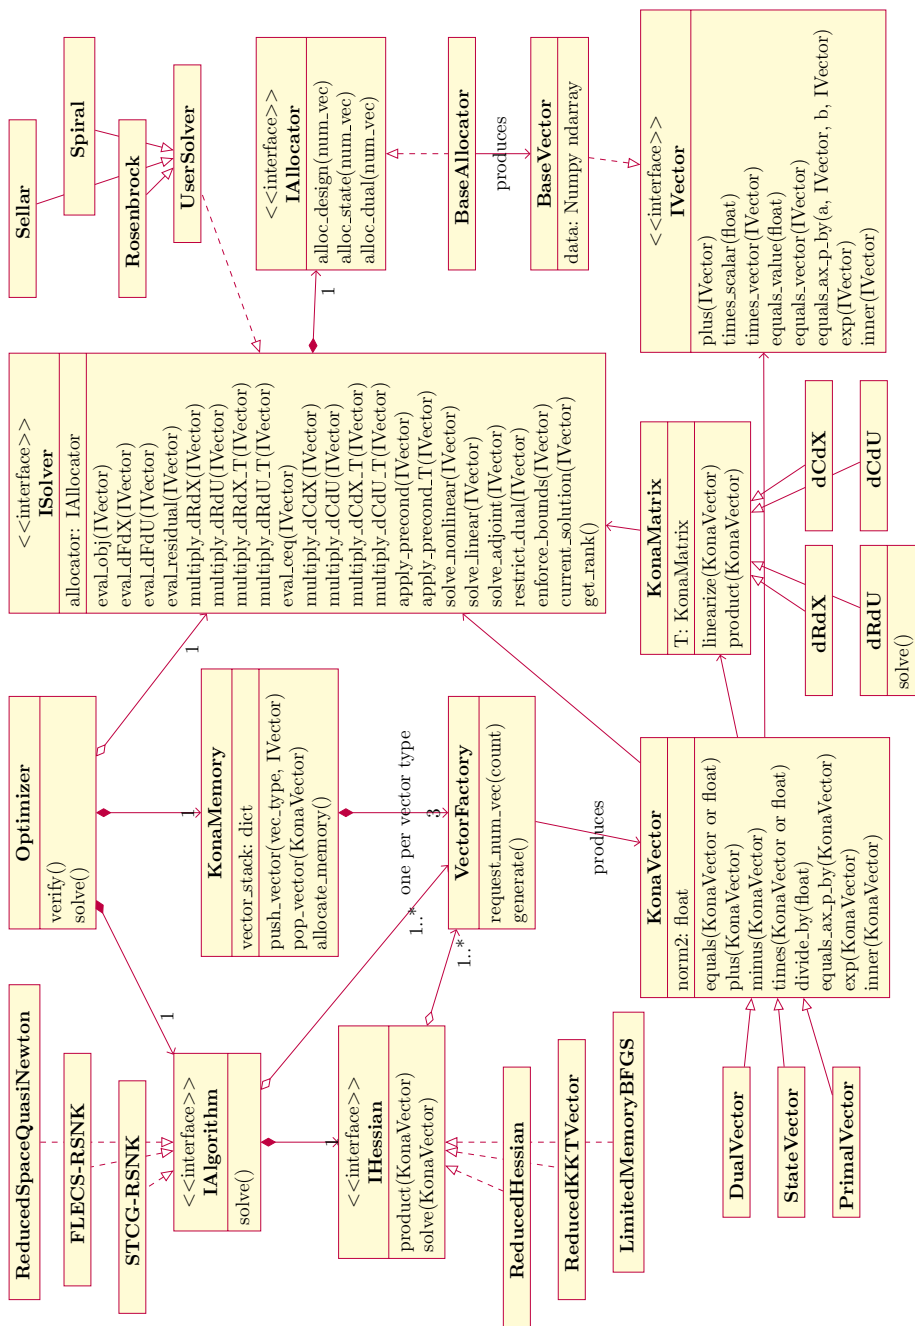 ReducedSpaceQuasiNewton
FLECS-RSNK
STCG-RSNK
<<interface>>
IAlgorithm
solve()
1
<<interface>>
IHessian
product(KonaVector)
solve(KonaVector)
ReducedHessian
ReducedKKTVector
LimitedMemoryBFGS
1
Optimizer
verify()
solve()
1
KonaMemory
vector_stack: dict
push_vector(vec_type, IVector)
pop_vector(KonaVector)
allocate_memory()
one per vector type
1..*
3
VectorFactory
request_num_vec(count)
generate()
1..*
produces
KonaVector
norm2: float
equals(KonaVector or float)
plus(KonaVector)
minus(KonaVector)
times(KonaVector or float)
divide_by(float)
equals_ax_p_by(KonaVector)
exp(KonaVector)
inner(KonaVector)
DualVector
StateVector
PrimalVector
1
<<interface>>
ISolver
allocator: IAllocator
eval_obj(IVector)
eval_dFdX(IVector)
eval_dFdU(IVector)
eval_residual(IVector)
multiply_dRdX(IVector)
multiply_dRdU(IVector)
multiply_dRdX_T(IVector)
multiply_dRdU_T(IVector)
eval_ceq(IVector)
multiply_dCdX(IVector)
multiply_dCdU(IVector)
multiply_dCdX_T(IVector)
multiply_dCdU_T(IVector)
apply_precond(IVector)
apply_precond_T(IVector)
solve_nonlinear(IVector)
solve_linear(IVector)
solve_adjoint(IVector)
restrict_dual(IVector)
enforce_bounds(IVector)
current_solution(IVector)
get_rank()
KonaMatrix
T: KonaMatrix
linearize(KonaVector)
product(KonaVector)
dRdX
dCdX
dRdU
solve()
dCdU
Sellar
Spiral
Rosenbrock
UserSolver
1
<<interface>>
IAllocator
alloc_design(num_vec)
alloc_state(num_vec)
alloc_dual(num_vec)
BaseAllocator
produces
BaseVector
data: Numpy ndarray
<<interface>>
IVector
plus(IVector)
times_scalar(float)
times_vector(IVector)
equals_value(float)
equals_vector(IVector)
equals_ax_p_by(a, IVector, b, IVector)
exp(IVector)
inner(IVector)